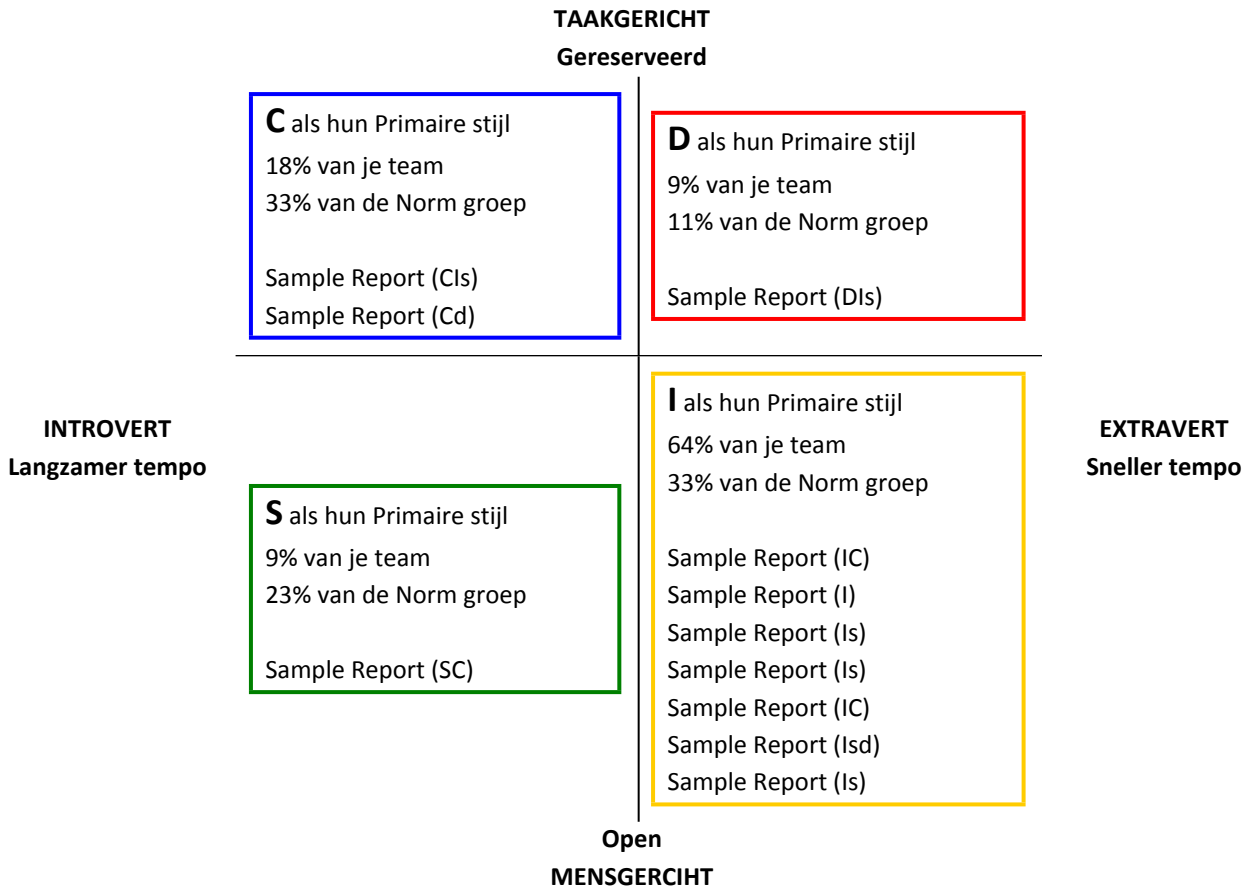 TAAKGERICHT
Gereserveerd
C als hun Primaire stijl
18% van je team
33% van de Norm groep
Sample Report (CIs)
Sample Report (Cd)
D als hun Primaire stijl
9% van je team
11% van de Norm groep
Sample Report (DIs)
INTROVERT
Langzamer tempo
EXTRAVERT
Sneller tempo
S als hun Primaire stijl
9% van je team
23% van de Norm groep
Sample Report (SC)
I als hun Primaire stijl
64% van je team
33% van de Norm groep
Sample Report (IC)
Sample Report (I)
Sample Report (Is)
Sample Report (Is)
Sample Report (IC)
Sample Report (Isd)
Sample Report (Is)
Open
MENSGERCIHT